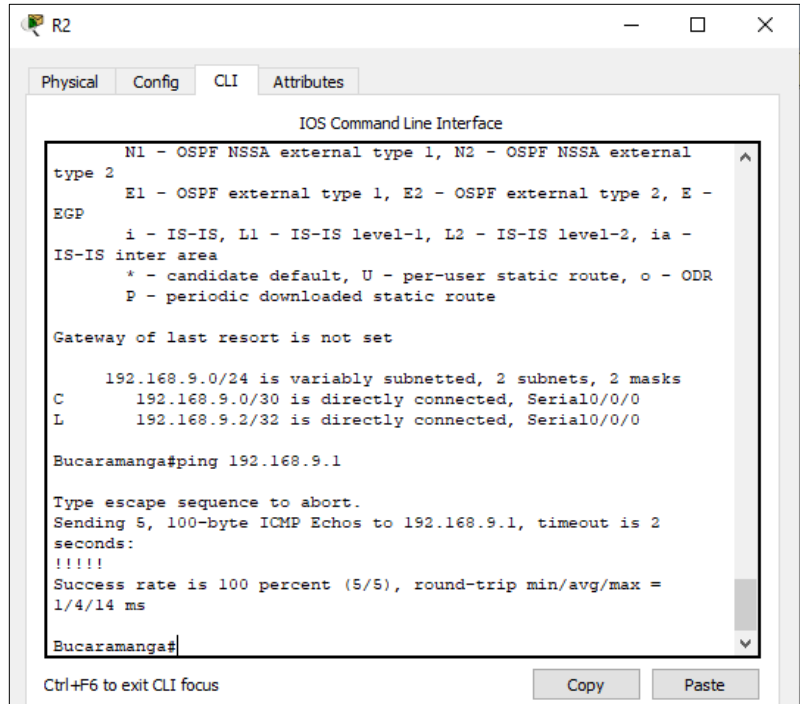 R2
Physical Config CLI Attributes
IOS Command Line Interface
N1 - OSPF NSSA external type 1, N2 - OSPF NSSA external
type 2
E1 - OSPF external type 1, E2 - OSPF external type 2, E -
EGP
i - IS-IS, L1 - IS-IS level-1, L2 - IS-IS level-2, ia -
IS-IS inter area
* - candidate default, U - per-user static route, o - ODR
P - periodic downloaded static route
Gateway of last resort is not set
192.168.9.0/24 is variably subnetted, 2 subnets, 2 masks
C 192.168.9.0/30 is directly connected, Serial0/0/0
L 192.168.9.2/32 is directly connected, Serial0/0/0
Bucaramanga#ping 192.168.9.1
Type escape sequence to abort.
Sending 5, 100-byte ICMP Echos to 192.168.9.1, timeout is 2
seconds:
!!!!!
Success rate is 100 percent (5/5), round-trip min/avg/max =
1/4/14 ms
Bucaramanga#
Ctrl+F6 to exit CLI focus
Copy Paste